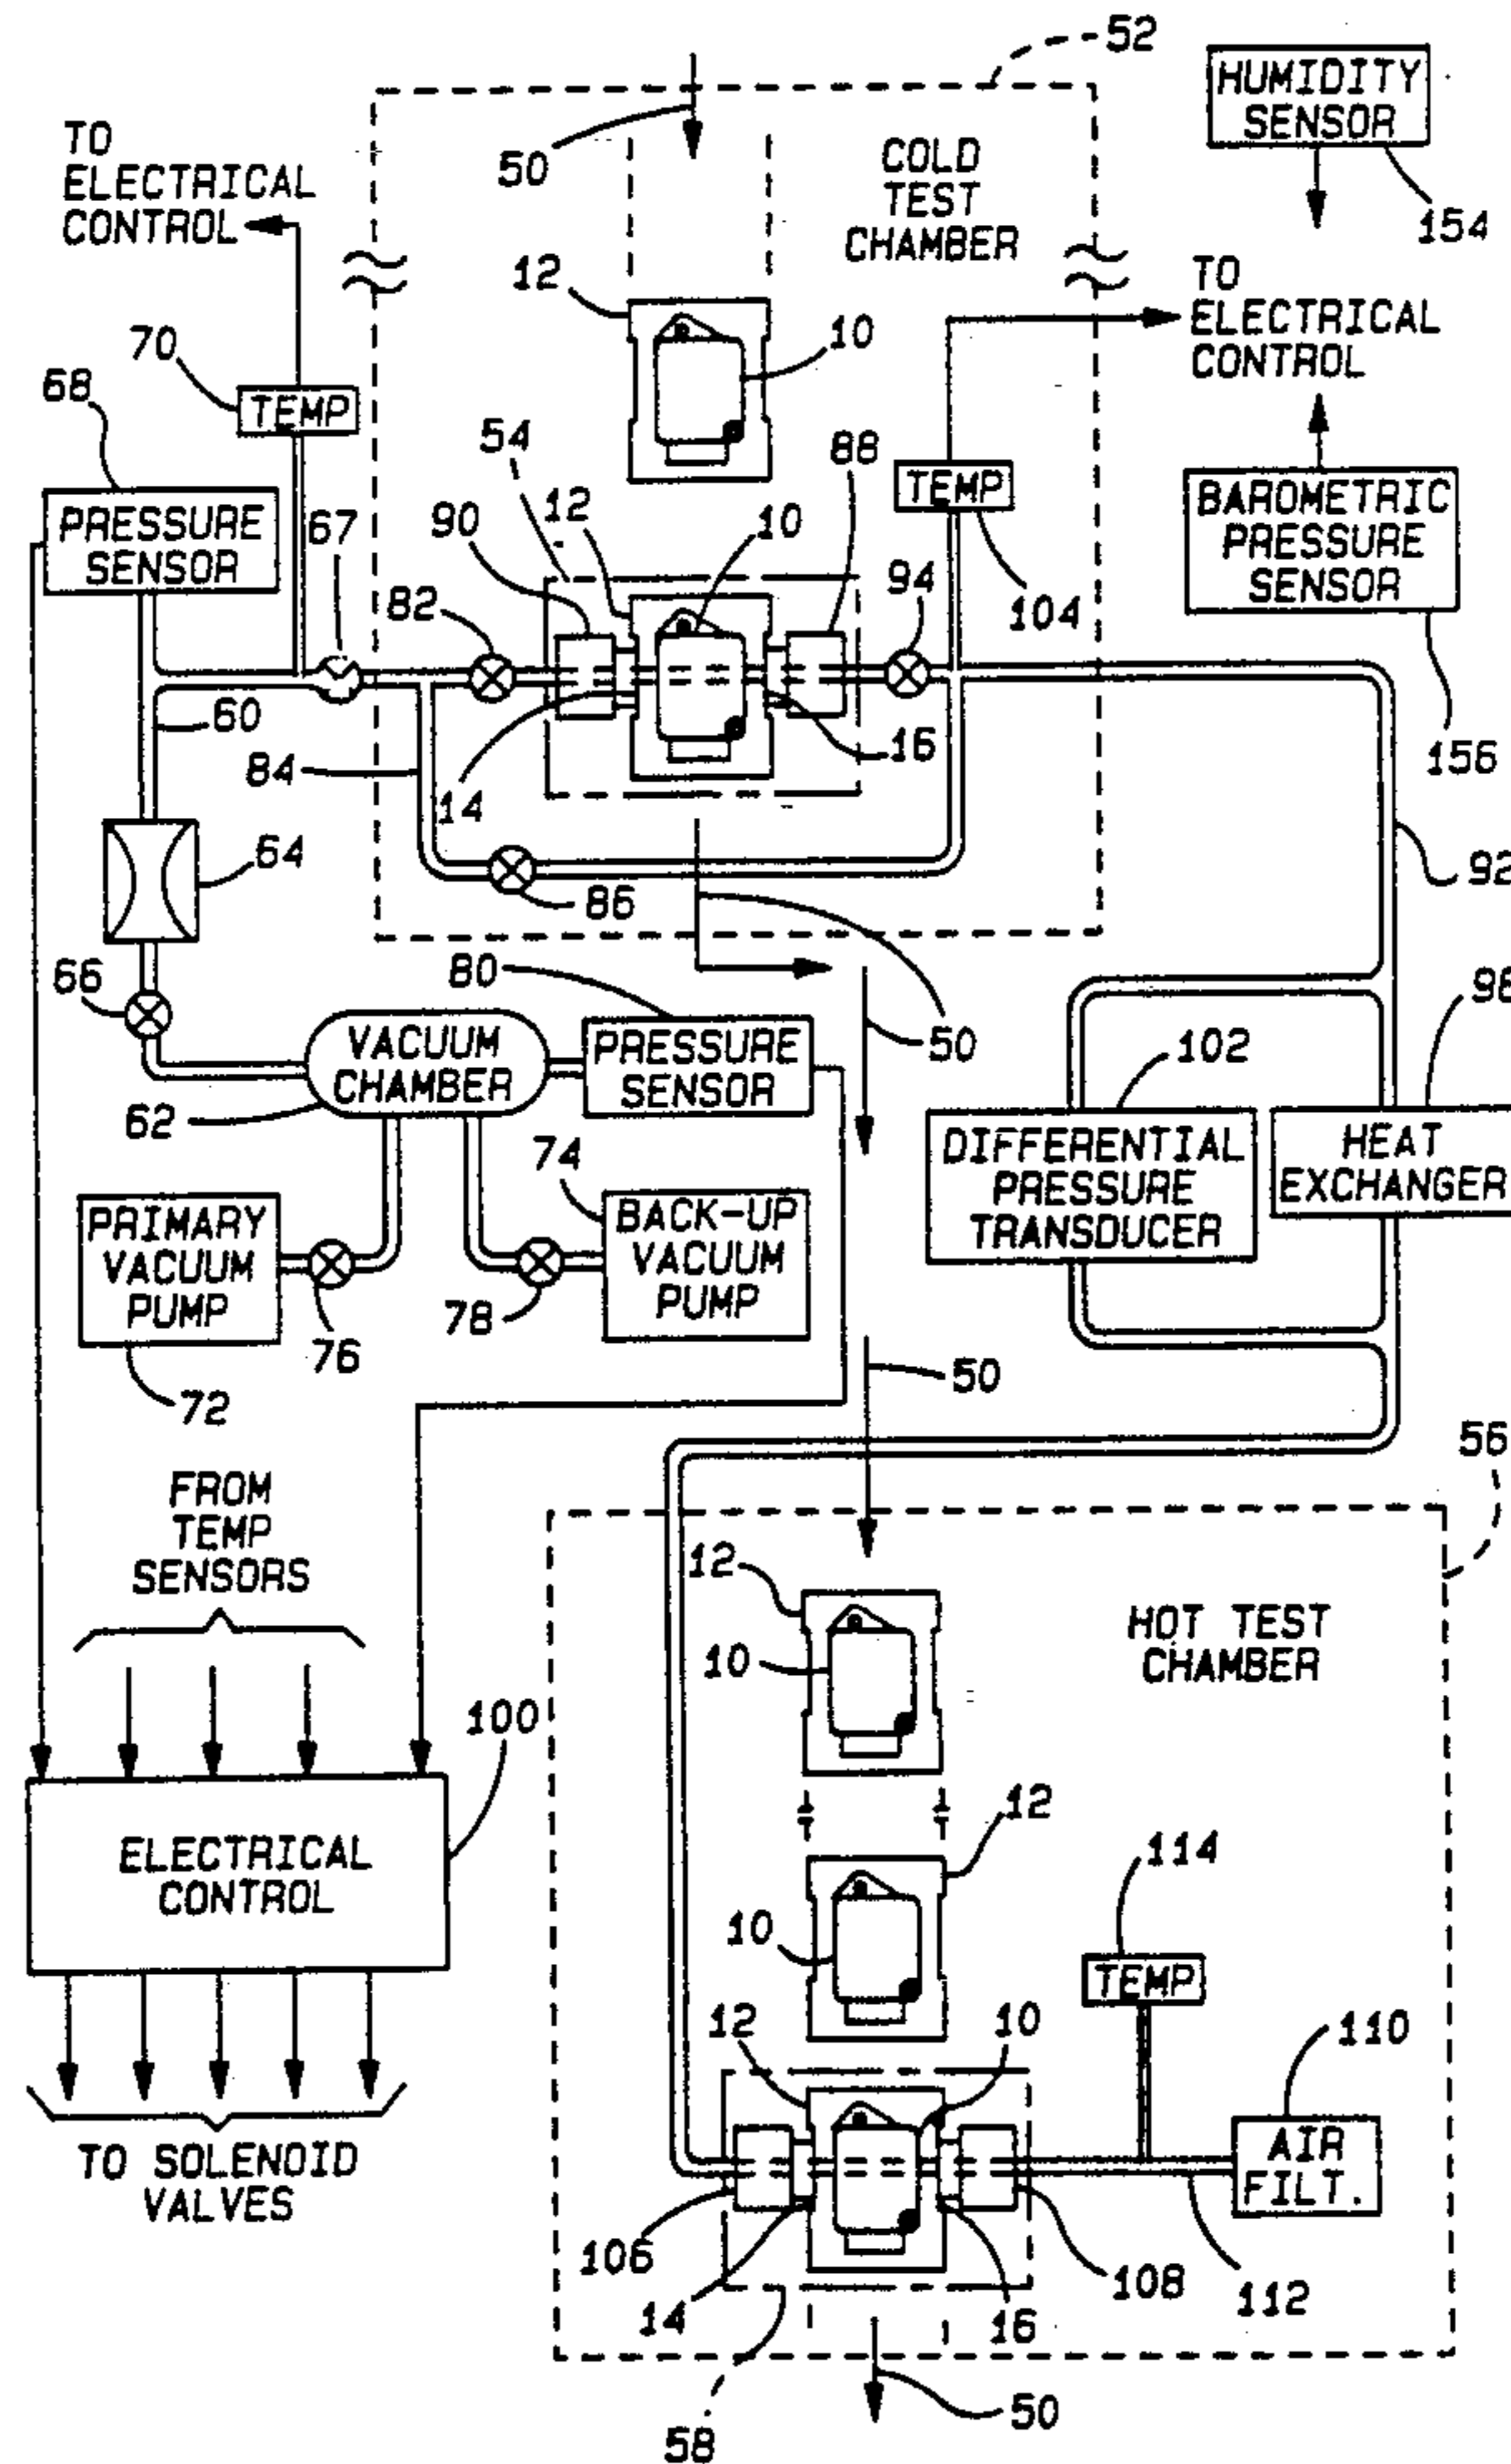 52
HUMIDITY
SENSOR
154
TO
ELECTRICAL
CONTROL
50
COLD
TEST
CHAMBER
12
10
TO
ELECTRICAL
CONTROL
70
TEMP
68
PRESSURE
SENSOR
67
54
12
10
88
90
82
94
TEMP
104
BAROMETRIC
PRESSURE
SENSOR
156
60
84
14
16
64
86
92
66
80
50
98
VACUUM
CHAMBER
62
PRESSURE
SENSOR
102
DIFFERENTIAL
PRESSURE
TRANSDUCER
HEAT
EXCHANGER
74
PRIMARY
VACUUM
PUMP
72
76
78
BACK-UP
VACUUM
PUMP
50
56
FROM
TEMP
SENSORS
12
10
HOT TEST
CHAMBER
100
ELECTRICAL
CONTROL
12
10
114
TEMP
12
10
110
AIR
FILT.
TO SOLENOID
VALVES
106
14
16
108
112
58
50